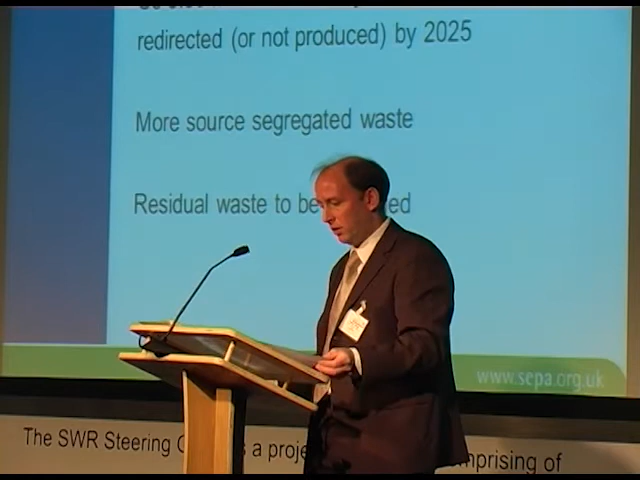 redirected (or not produced) by 2025
More source segregated waste
Residual waste to be ed
www.sepa.org.uk
The SWR Steering a proje mprising of